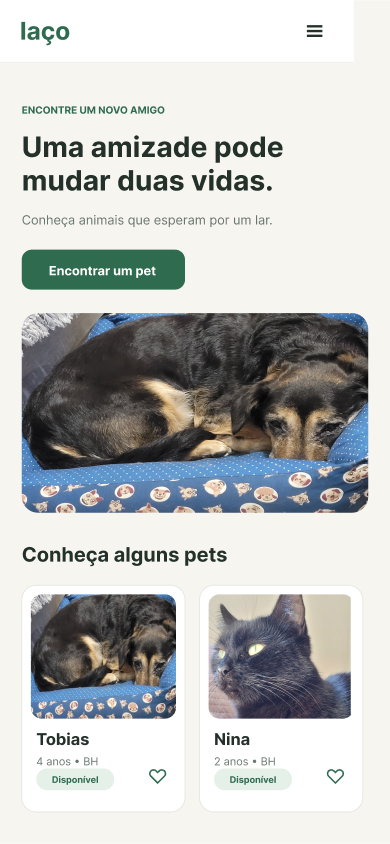 laço
ENCONTRE UM NOVO AMIGO
Uma amizade pode
mudar duas vidas.
Conheça animais que esperam por um lar.
Encontrar um pet
Conheça alguns pets
Tobias
4 anos • BH
Disponível
Nina
2 anos • BH
Disponível